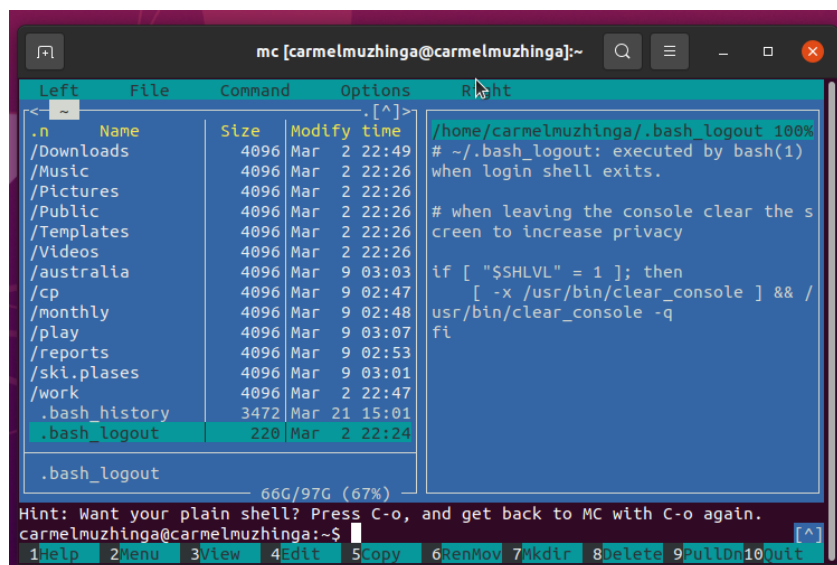 mc [carmelmuzhinga@carmelmuzhinga]:~
Left File Command Options Right
<- ~ .[^]>
.n Name Size Modify time
/Downloads 4096 Mar 2 22:49
/Music 4096 Mar 2 22:26
/Pictures 4096 Mar 2 22:26
/Public 4096 Mar 2 22:26
/Templates 4096 Mar 2 22:26
/Videos 4096 Mar 2 22:26
/australia 4096 Mar 9 03:03
/cp 4096 Mar 9 02:47
/monthly 4096 Mar 9 02:48
/play 4096 Mar 9 03:07
/reports 4096 Mar 9 02:53
/ski.plases 4096 Mar 9 03:01
/work 4096 Mar 2 22:47
.bash_history 3472 Mar 21 15:01
.bash_logout 220 Mar 2 22:24
.bash_logout
66G/97G (67%)
/home/carmelmuzhinga/.bash_logout 100%
# ~/.bash_logout: executed by bash(1)
when login shell exits.
# when leaving the console clear the s
creen to increase privacy
if [ "$SHLVL" = 1 ]; then
[ -x /usr/bin/clear_console ] && /
usr/bin/clear_console -q
fi
Hint: Want your plain shell? Press C-o, and get back to MC with C-o again.
carmelmuzhinga@carmelmuzhinga:~$ [^]
1Help 2Menu 3View 4Edit 5Copy 6RenMov 7Mkdir 8Delete 9PullDn 10Quit